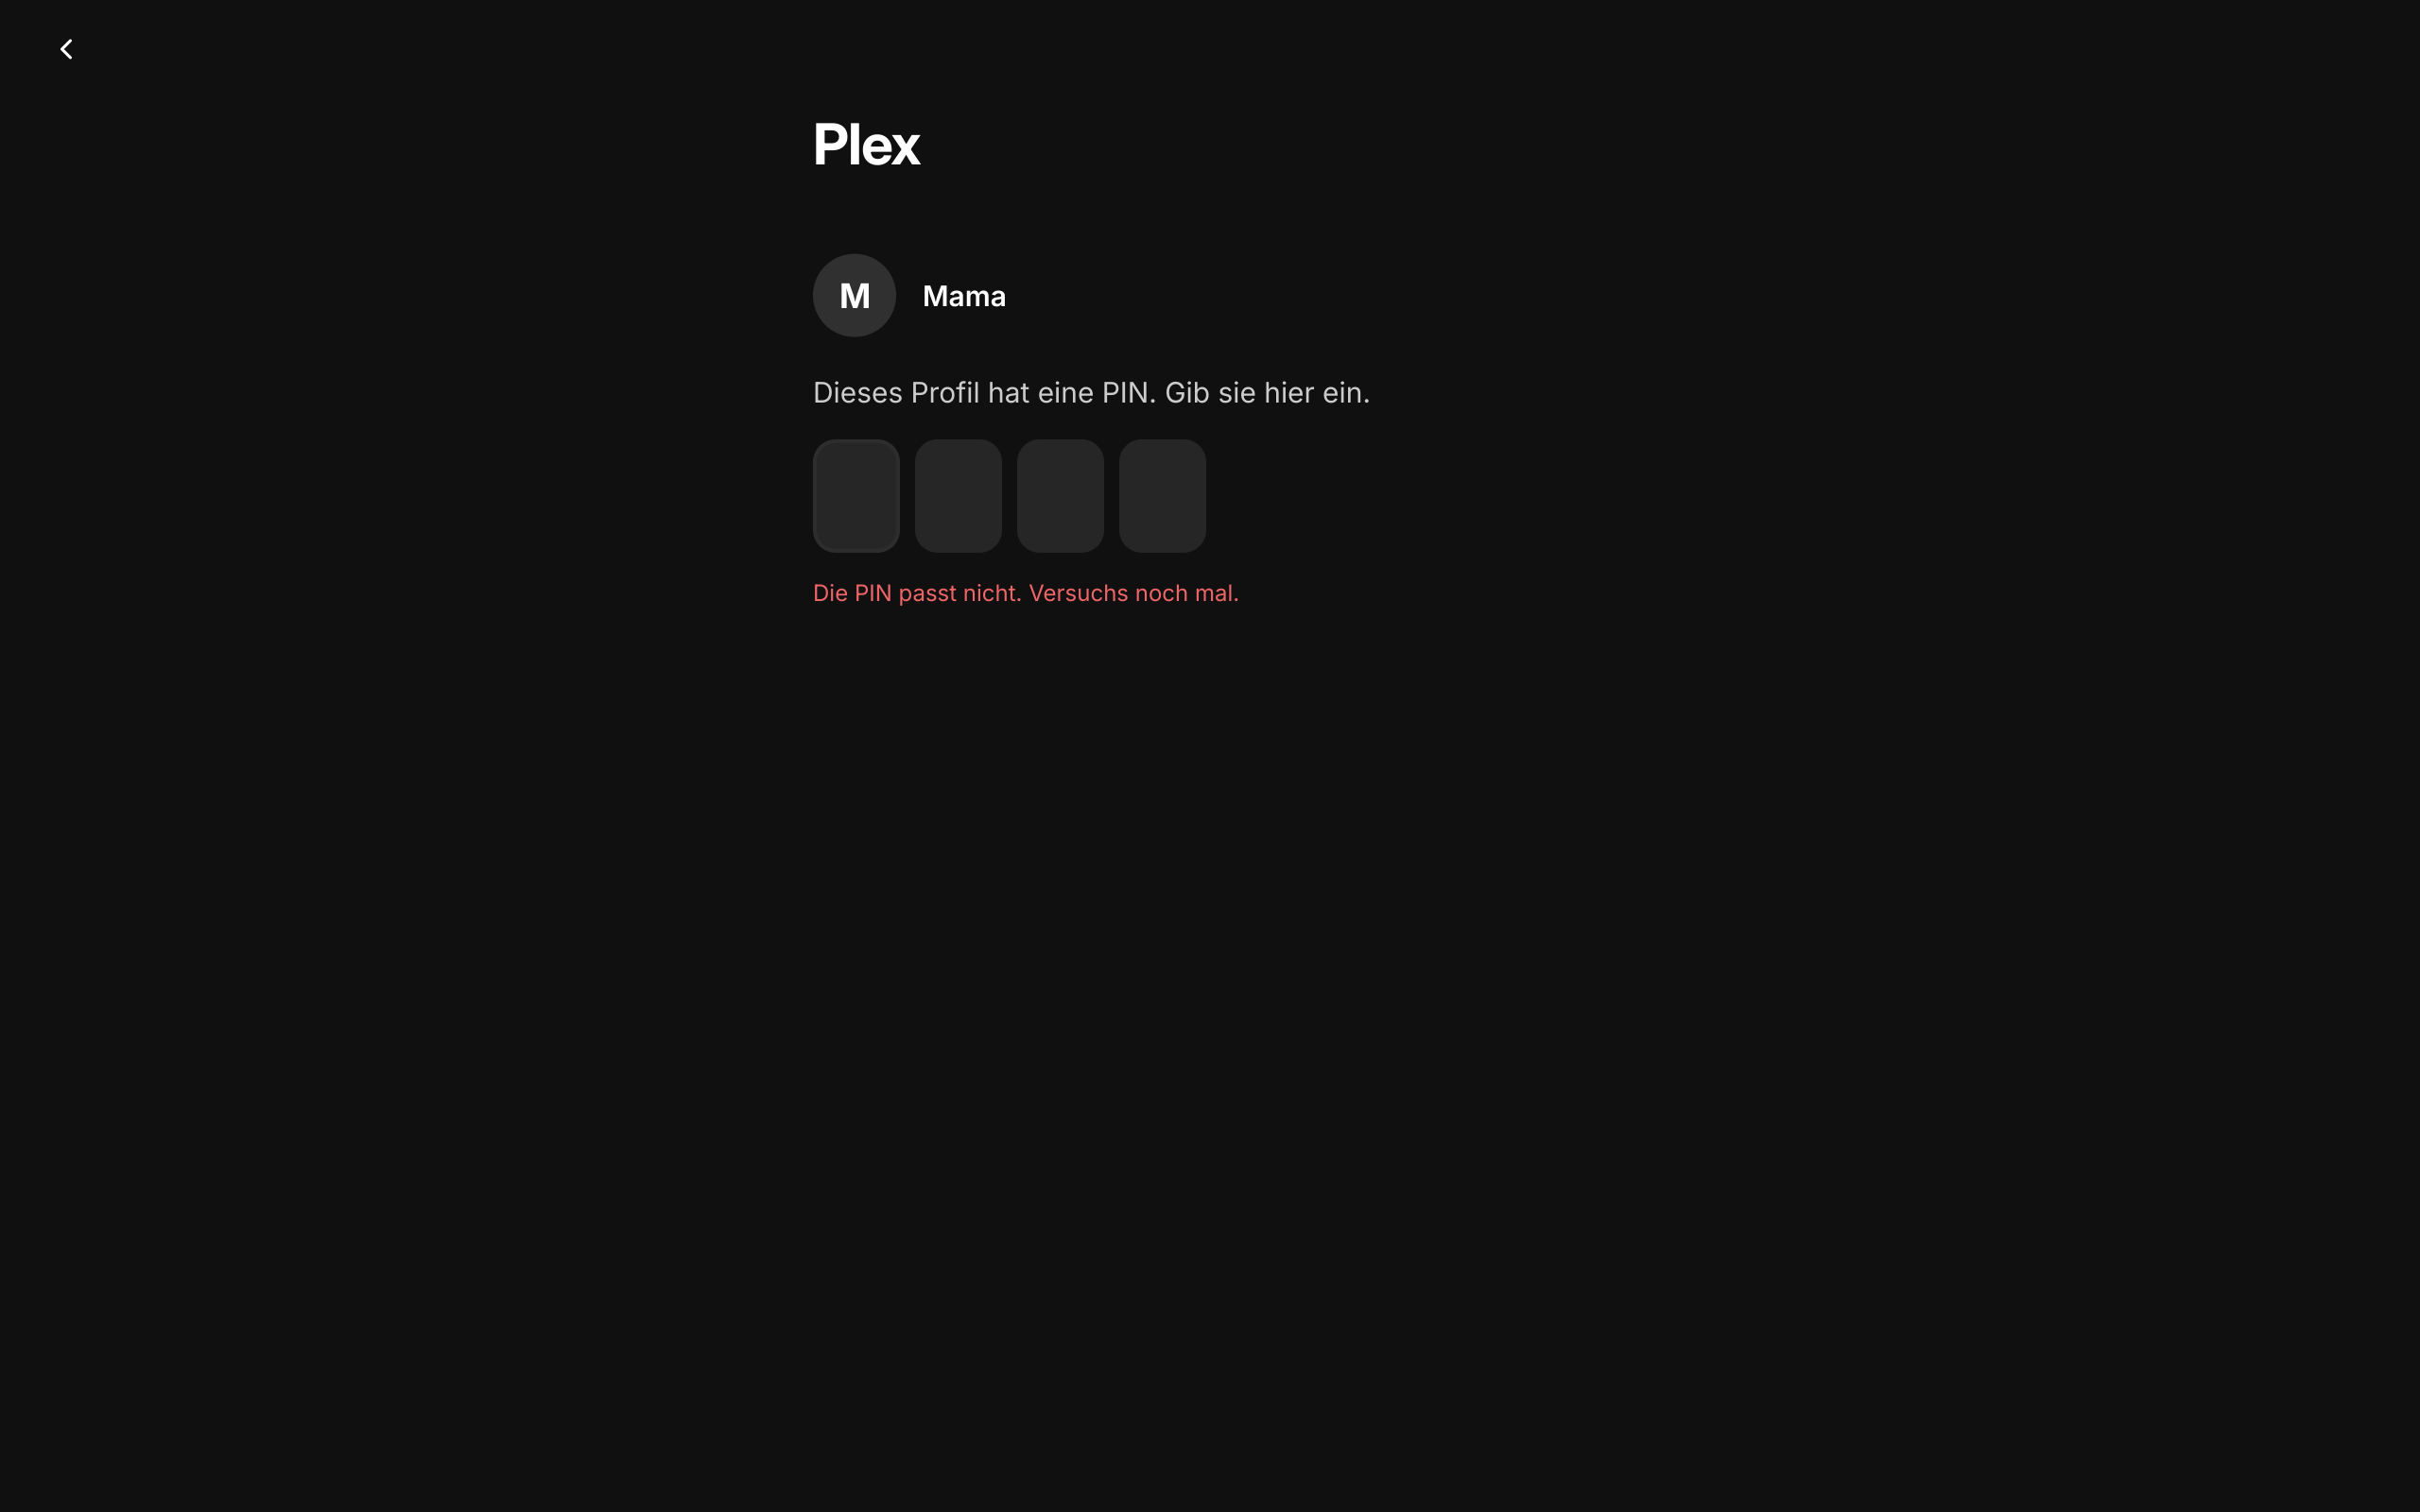 Plex
M
Mama
Dieses Profil hat eine PIN. Gib sie hier ein.
Die PIN passt nicht. Versuchs noch mal.